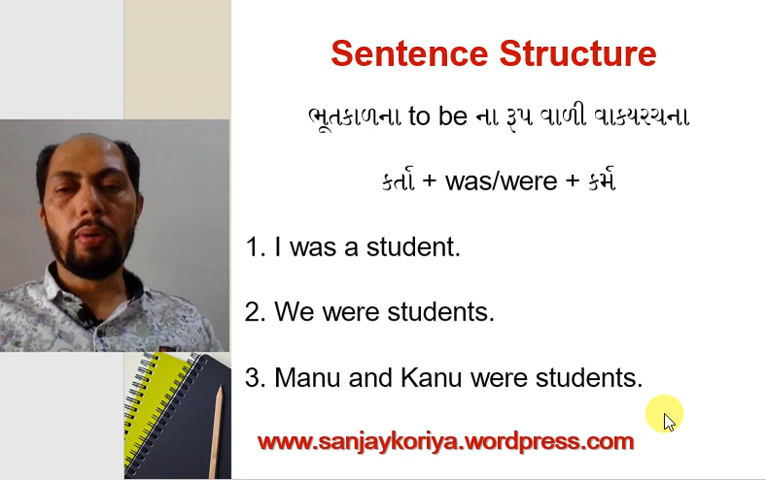 Sentence Structure
ભૂતકાળના to be ના રૂપ વાળી વાક્યરચના
કર્તા + was/were + કર્મ
1. I was a student.
2. We were students.
3. Manu and Kanu were students.
www.sanjaykoriya.wordpress.com